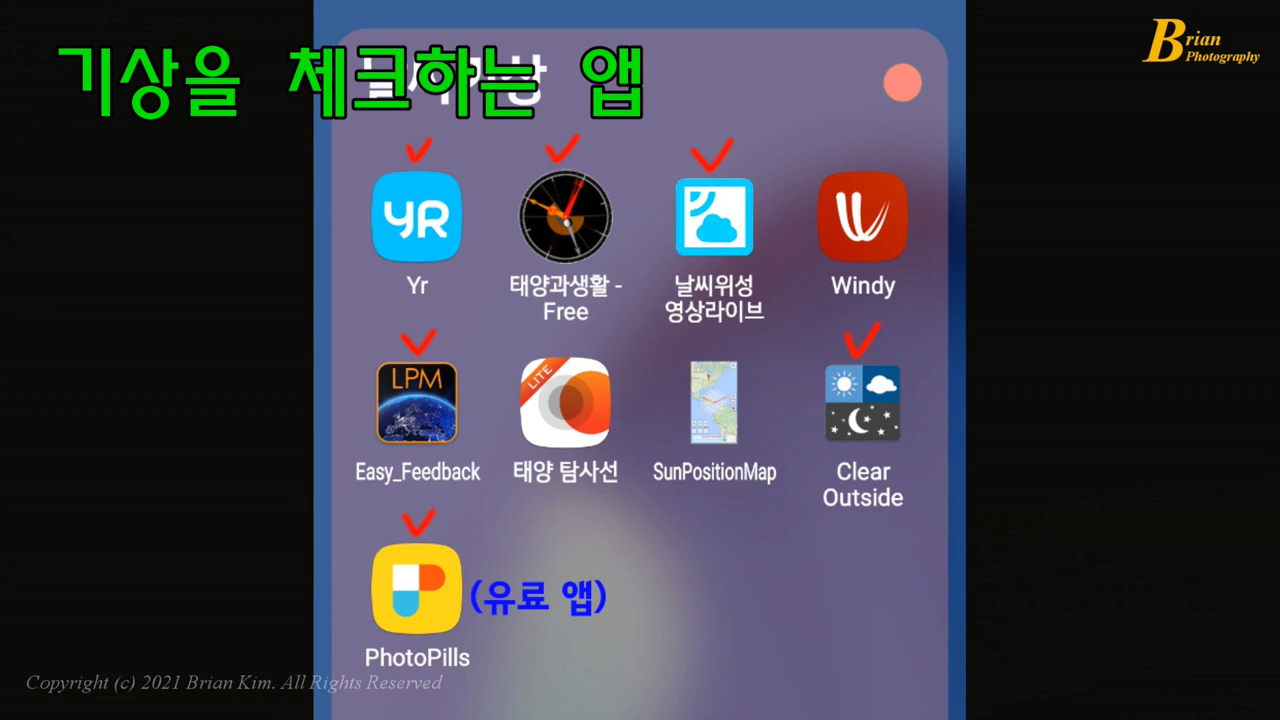 기상을 체크하는 앱
Brian
Photography
YR
Yr
태양과생활 -
Free
날씨위성
영상라이브
Windy
LPM
Easy_Feedback
LITE
태양 탐사선
SunPositionMap
Clear
Outside
(유료 앱)
PhotoPills
Copyright (c) 2021 Brian Kim. All Rights Reserved